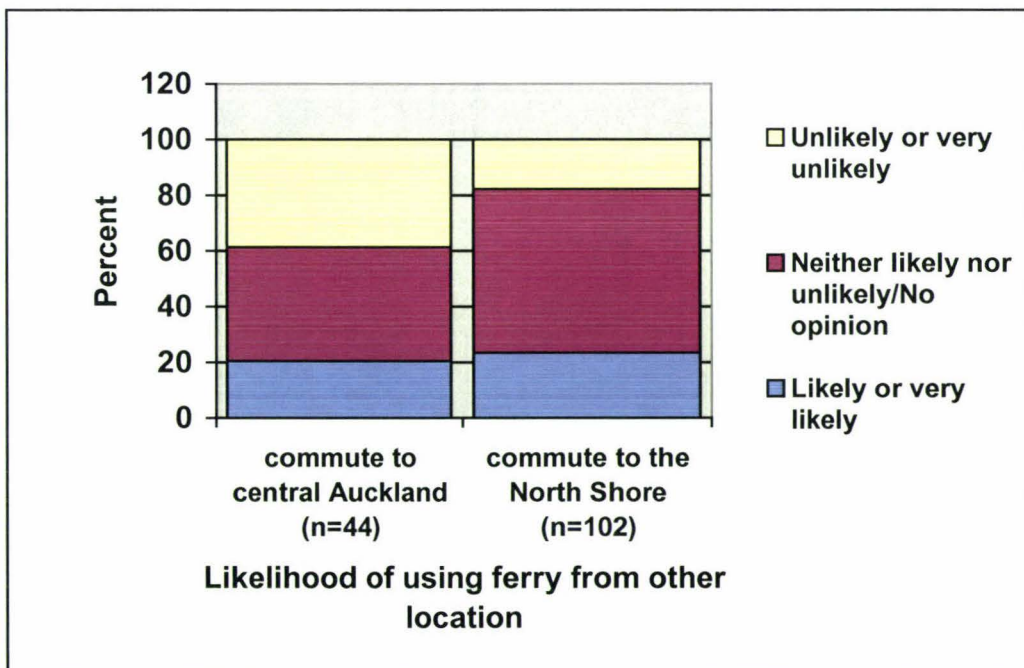 120
100
80
60
40
20
0
Percent
commute to
central Auckland
(n=44)
commute to the
North Shore
(n=102)
Likelihood of using ferry from other
location
Unlikely or very
unlikely
Neither likely nor
unlikely/No
opinion
Likely or very
likely